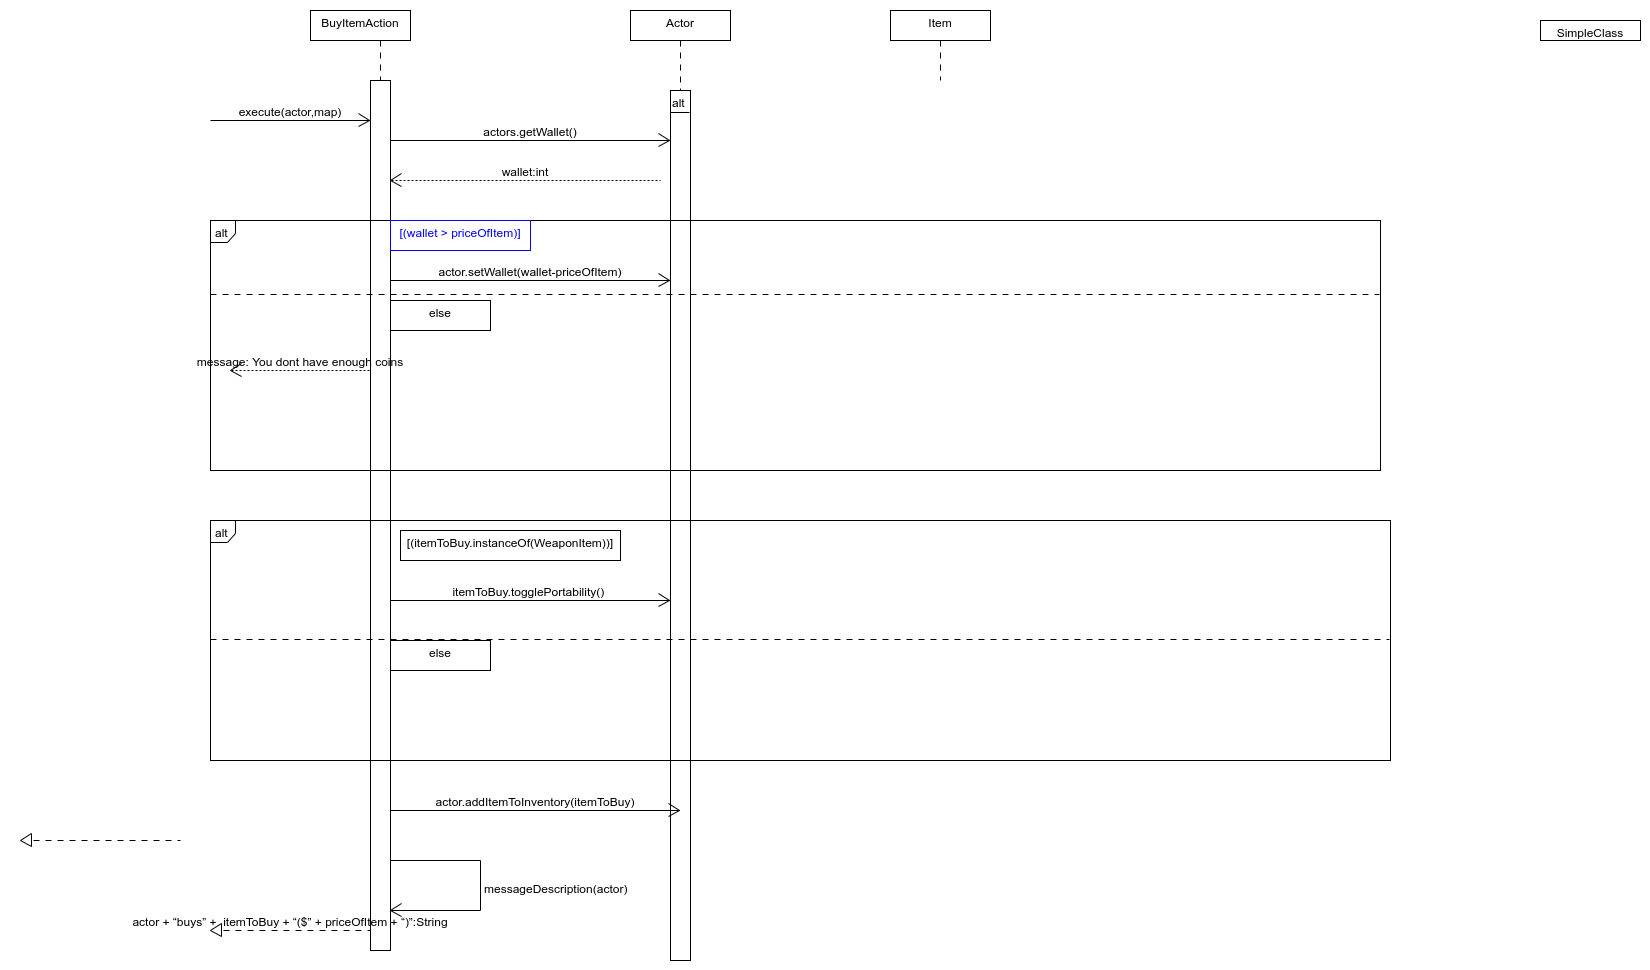 BuyItemAction
Actor
Item
SimpleClass
alt
execute(actor,map)
actors.getWallet()
wallet:int
alt
[(wallet > priceOfItem)]
actor.setWallet(wallet-priceOfItem)
else
message: You dont have enough coins
alt
[(itemToBuy.instanceOf(WeaponItem))]
itemToBuy.togglePortability()
else
actor.addItemToInventory(itemToBuy)
messageDescription(actor)
actor + “buys” + itemToBuy + “($” + priceOfItem + “)”:String